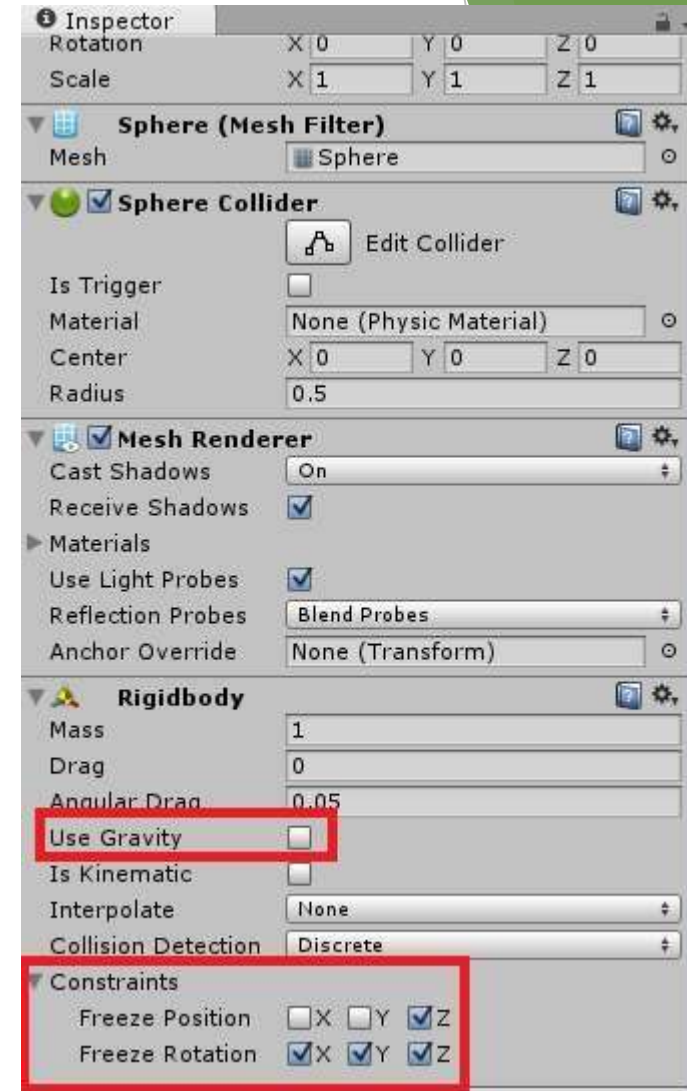 Inspector
Rotation X 0 Y 0 Z 0
Scale X 1 Y 1 Z 1
Sphere (Mesh Filter)
Mesh Sphere
Sphere Collider
Edit Collider
Is Trigger
Material None (Physic Material)
Center X 0 Y 0 Z 0
Radius 0.5
Mesh Renderer
Cast Shadows On
Receive Shadows
Materials
Use Light Probes
Reflection Probes Blend Probes
Anchor Override None (Transform)
Rigidbody
Mass 1
Drag 0
Angular Drag 0.05
Use Gravity
Is Kinematic
Interpolate None
Collision Detection Discrete
Constraints
Freeze Position X Y Z
Freeze Rotation X Y Z